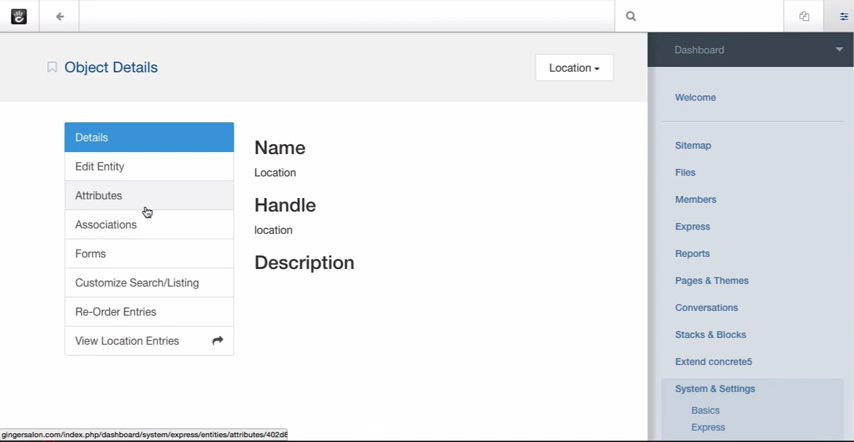 Object Details
Location
Details
Edit Entity
Attributes
Associations
Forms
Customize Search/Listing
Re-Order Entries
View Location Entries
Name
Location
Handle
location
Description
Dashboard
Welcome
Sitemap
Files
Members
Express
Reports
Pages & Themes
Conversations
Stacks & Blocks
Extend concrete5
System & Settings
Basics
Express
gingersalon.com/index.php/dashboard/system/express/entities/attributes/402d8